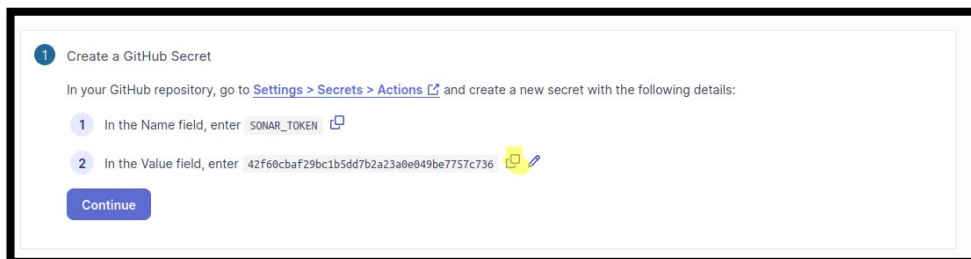 1 Create a GitHub Secret
In your GitHub repository, go to Settings > Secrets > Actions and create a new secret with the following details:
1 In the Name field, enter SONAR_TOKEN
2 In the Value field, enter 42f60cbaf29bc1b5dd7b2a23a0e049be7757c736
Continue